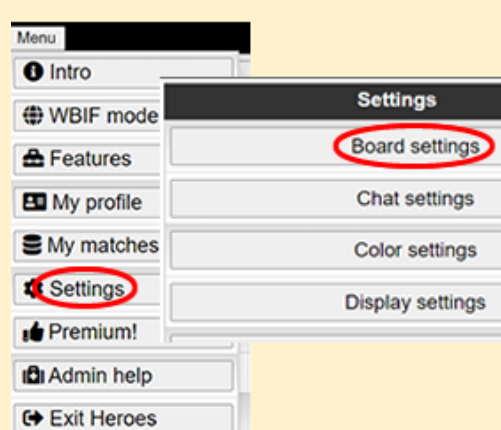 Menu
Intro
WBIF mode
Features
My profile
My matches
Settings
Premium!
Admin help
Exit Heroes
Settings
Board settings
Chat settings
Color settings
Display settings